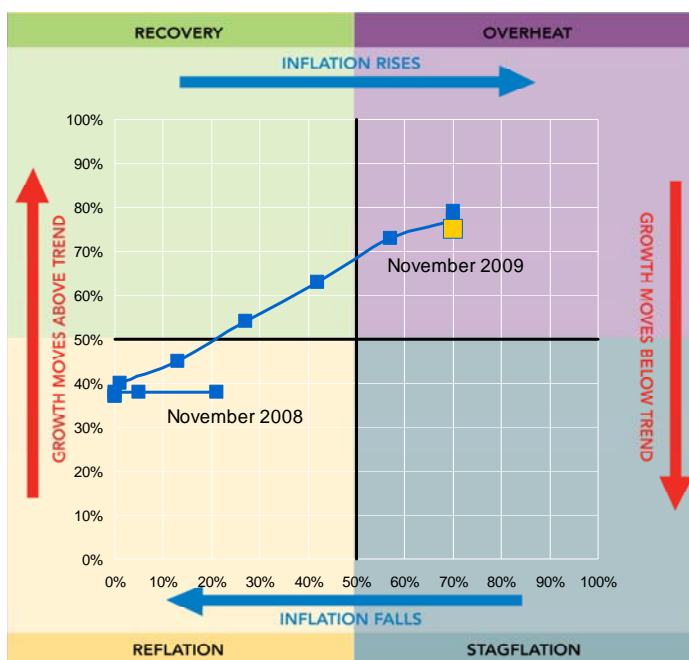 RECOVERY
OVERHEAT
INFLATION RISES
GROWTH MOVES ABOVE TREND
100%
90%
80%
70%
60%
50%
40%
30%
20%
10%
0%
November 2009
November 2008
0% 10% 20% 30% 40% 50% 60% 70% 80% 90% 100%
GROWTH MOVES BELOW TREND
INFLATION FALLS
REFLATION
STAGFLATION